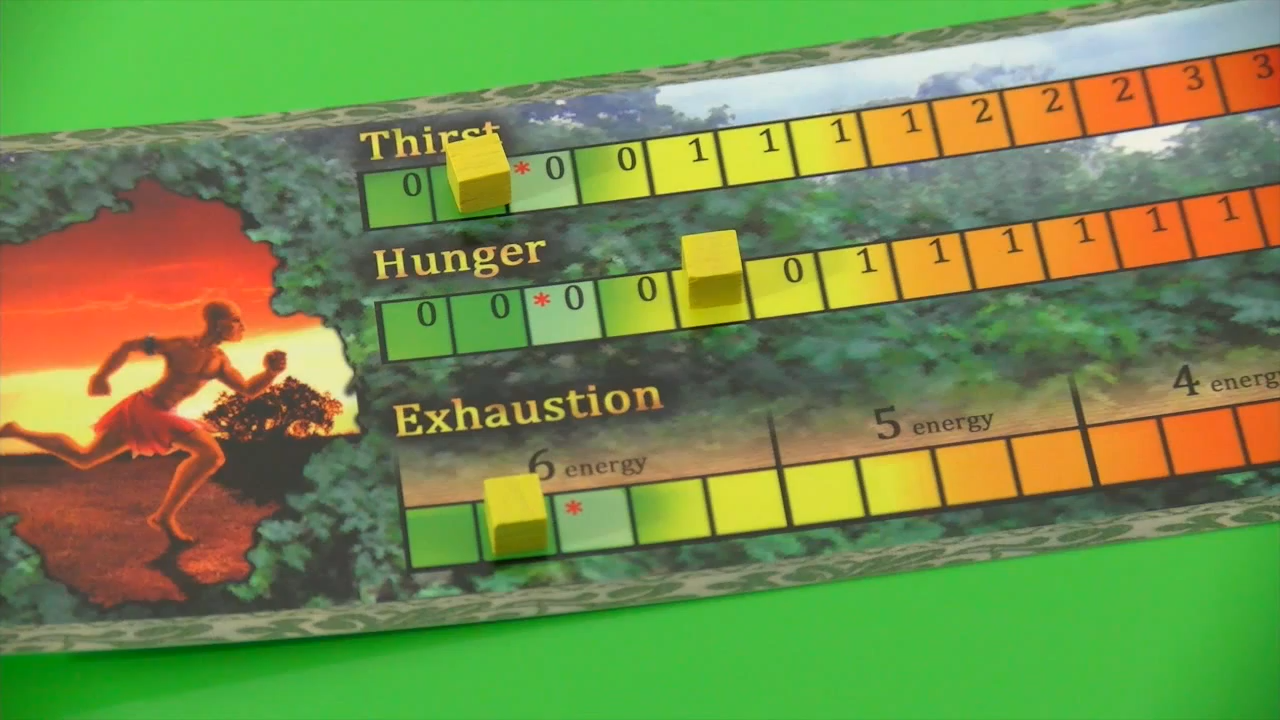 Thirst
0 * 0 0 1 1 1 1 2 2 2 3 3
Hunger
0 0 * 0 0 0 1 1 1 1 1 1
Exhaustion
6 energy 5 energy 4 energy
*